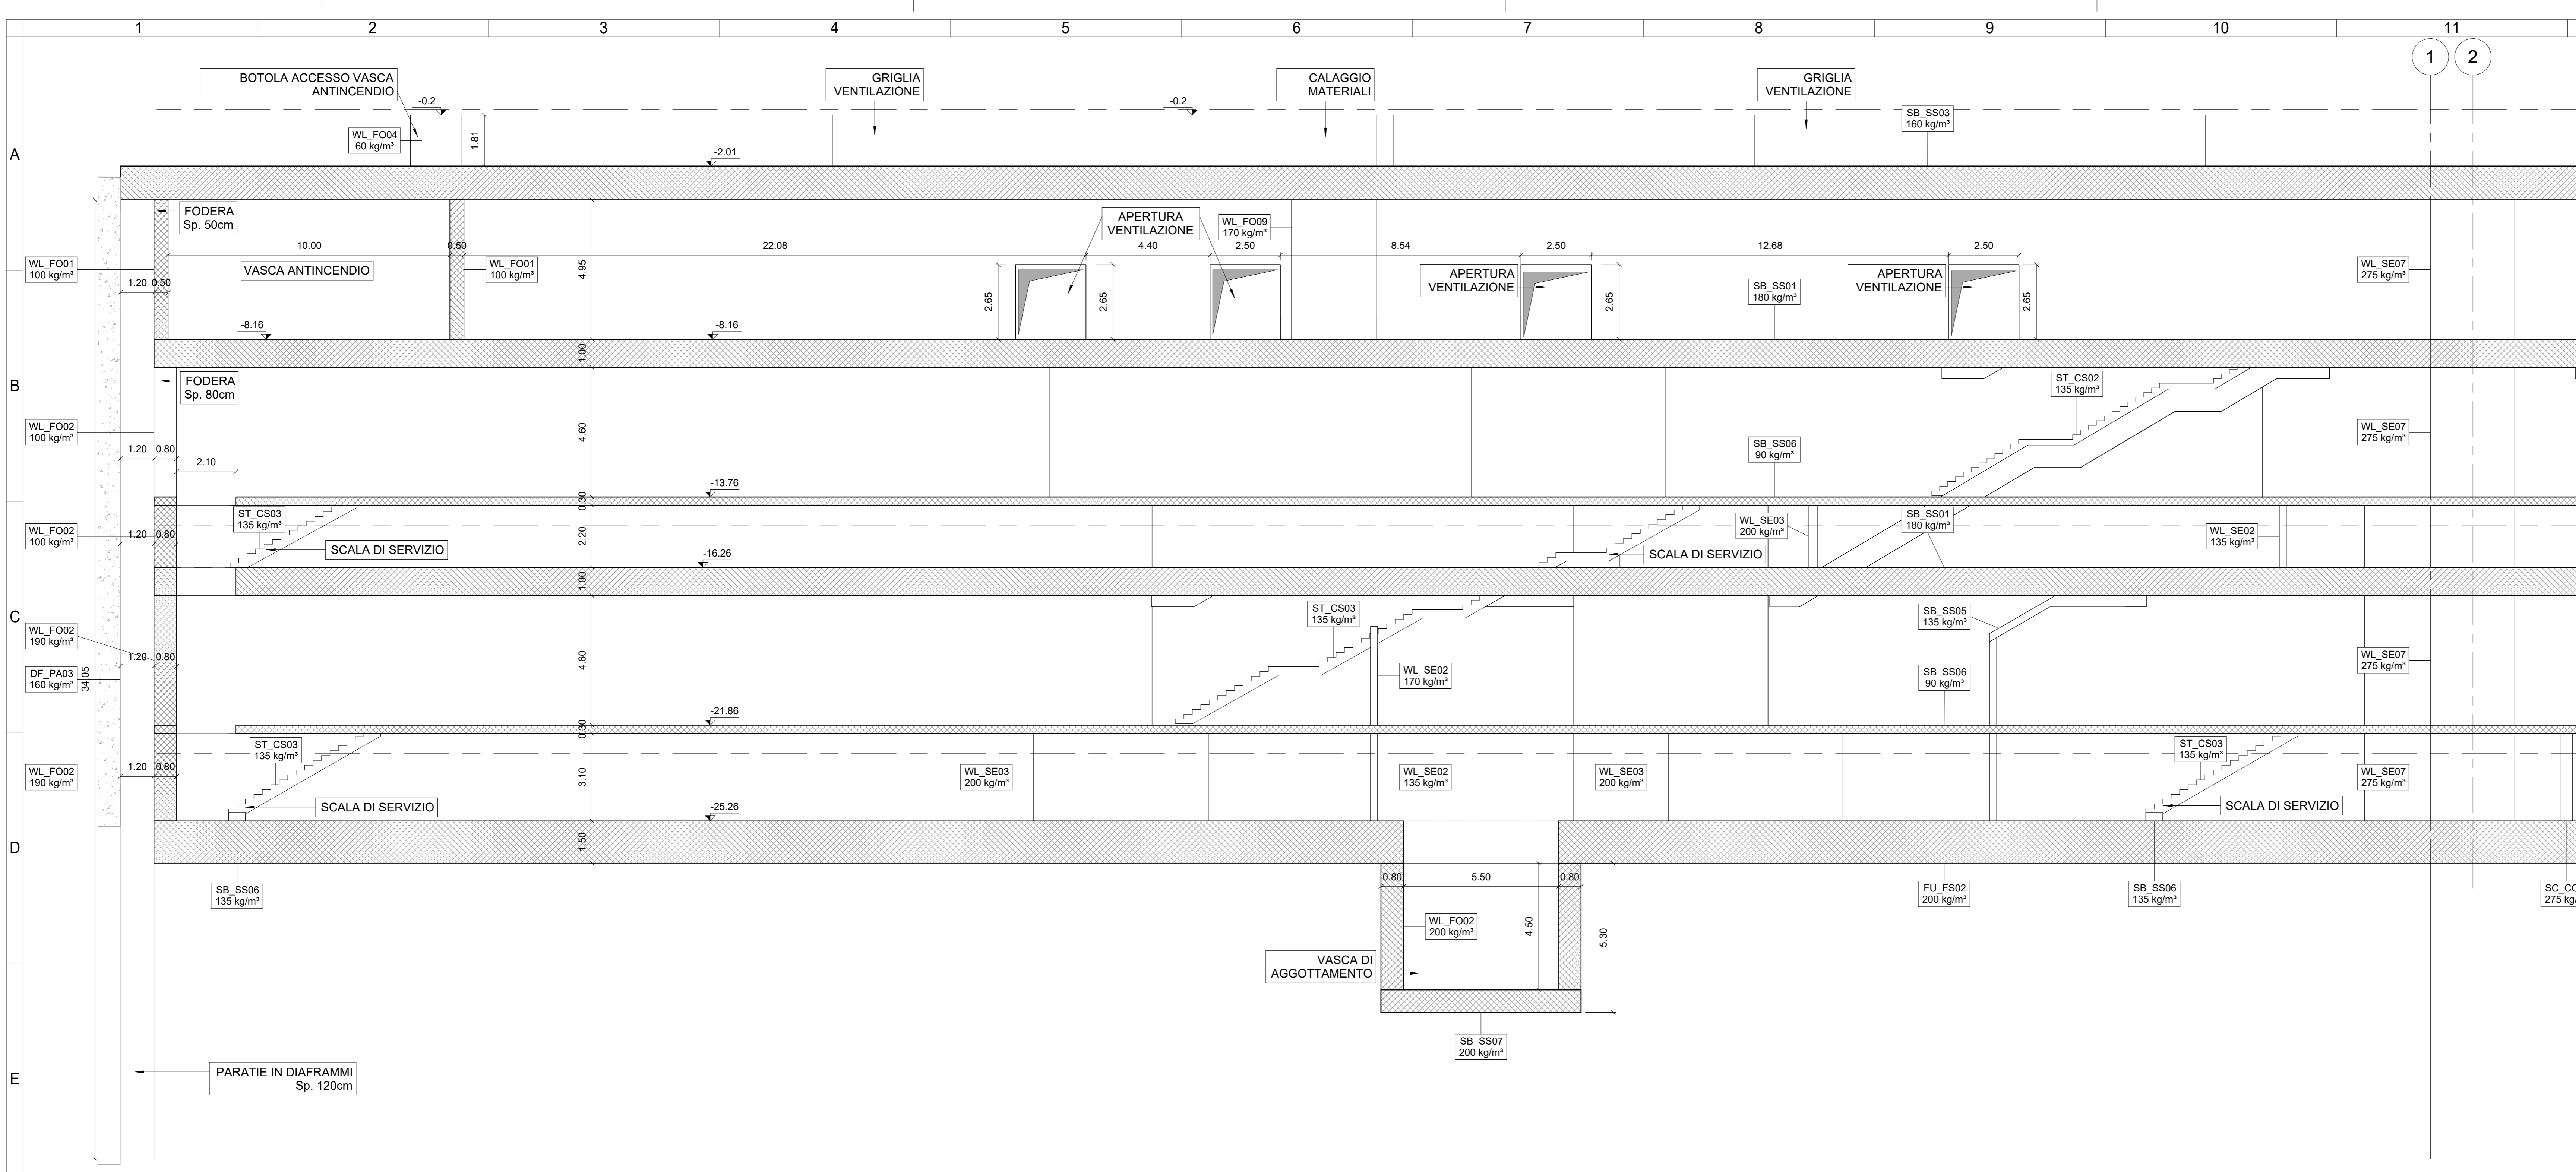 1
2
3
4
5
6
7
8
9
10
11
1
2
A
B
C
D
E
BOTOLA ACCESSO VASCA
ANTINCENDIO
GRIGLIA
VENTILAZIONE
CALAGGIO
MATERIALI
GRIGLIA
VENTILAZIONE
-0.2
-0.2
WL_FO04
60 kg/m³
1.81
SB_SS03
160 kg/m³
-2.01
FODERA
Sp. 50cm
APERTURA
VENTILAZIONE
WL_FO09
170 kg/m³
10.00
0.50
22.08
4.40
2.50
8.54
2.50
12.68
2.50
WL_FO01
100 kg/m³
VASCA ANTINCENDIO
WL_FO01
100 kg/m³
4.95
1.20
0.50
2.65
2.65
APERTURA
VENTILAZIONE
2.65
SB_SS01
180 kg/m³
APERTURA
VENTILAZIONE
2.65
WL_SE07
275 kg/m³
-8.16
-8.16
1.00
FODERA
Sp. 80cm
ST_CS02
135 kg/m³
WL_FO02
100 kg/m³
1.20
0.80
2.10
4.60
SB_SS06
90 kg/m³
WL_SE07
275 kg/m³
-13.76
0.30
ST_CS03
135 kg/m³
WL_FO02
100 kg/m³
1.20
0.80
SCALA DI SERVIZIO
2.20
SCALA DI SERVIZIO
WL_SE03
200 kg/m³
SB_SS01
180 kg/m³
WL_SE02
135 kg/m³
-16.26
1.00
WL_FO02
190 kg/m³
1.20
0.80
DF_PA03
160 kg/m³
34.05
4.60
ST_CS03
135 kg/m³
WL_SE02
170 kg/m³
SB_SS05
135 kg/m³
SB_SS06
90 kg/m³
WL_SE07
275 kg/m³
-21.86
0.30
ST_CS03
135 kg/m³
WL_FO02
190 kg/m³
1.20
0.80
SCALA DI SERVIZIO
3.10
WL_SE03
200 kg/m³
WL_SE02
135 kg/m³
WL_SE03
200 kg/m³
ST_CS03
135 kg/m³
SCALA DI SERVIZIO
WL_SE07
275 kg/m³
-25.26
1.50
SB_SS06
135 kg/m³
0.80
5.50
0.80
WL_FO02
200 kg/m³
4.50
5.30
VASCA DI
AGGOTTAMENTO
SB_SS07
200 kg/m³
FU_FS02
200 kg/m³
SB_SS06
135 kg/m³
275
PARATIE IN DIAFRAMMI
Sp. 120cm